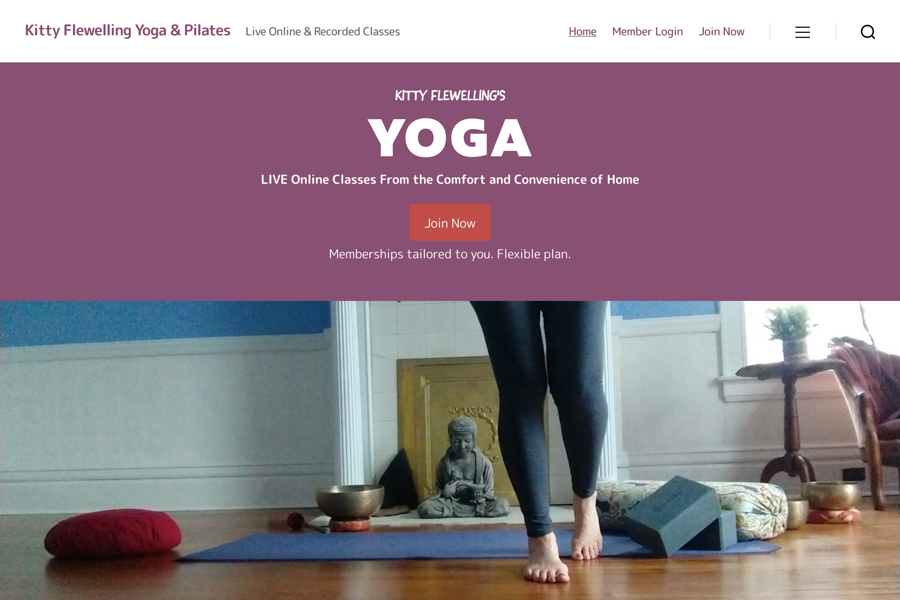 Kitty Flewelling Yoga & Pilates
Live Online & Recorded Classes
Home
Member Login
Join Now
KITTY FLEWELLING'S
YOGA
LIVE Online Classes From the Comfort and Convenience of Home
Join Now
Memberships tailored to you. Flexible plan.